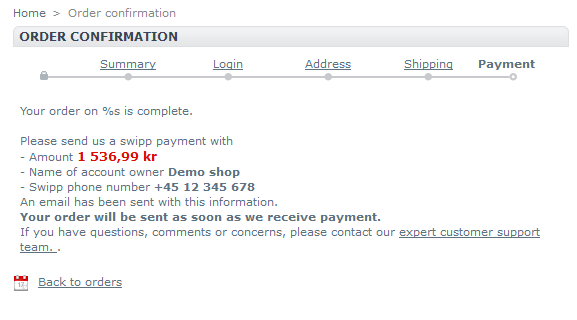 Home > Order confirmation
ORDER CONFIRMATION
Summary Login Address Shipping Payment
Your order on %s is complete.
Please send us a swipp payment with
- Amount 1 536,99 kr
- Name of account owner Demo shop
- Swipp phone number +45 12 345 678
An email has been sent with this information.
Your order will be sent as soon as we receive payment.
If you have questions, comments or concerns, please contact our expert customer support
team. .
Back to orders